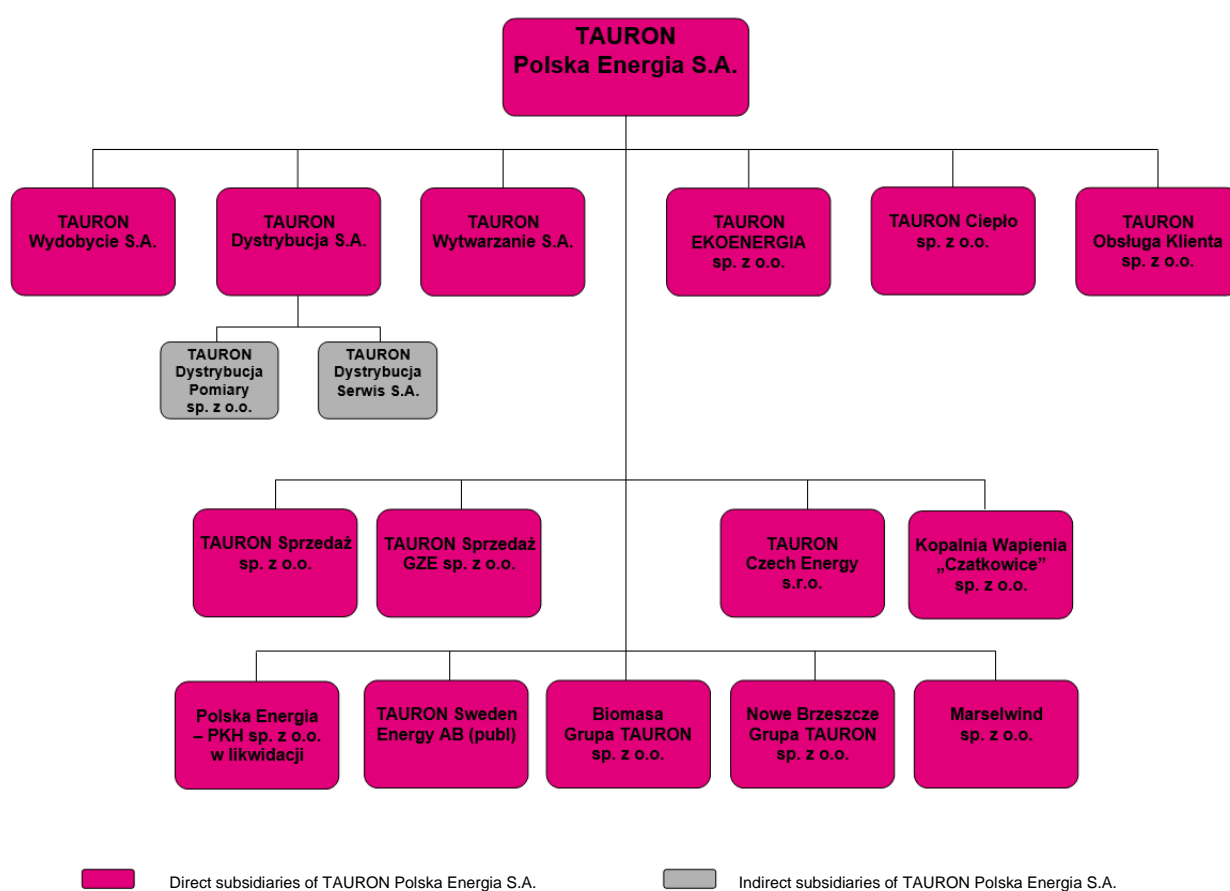 TAURON
Polska Energia S.A.
TAURON
Wydobycie S.A.
TAURON
Dystrybucja S.A.
TAURON
Wytwarzanie S.A.
TAURON
EKOENERGIA
sp. z o.o.
TAURON Ciepło
sp. z o.o.
TAURON
Obsługa Klienta
sp. z o.o.
TAURON
Dystrybucja
Pomiary
sp. z o.o.
TAURON
Dystrybucja
Serwis S.A.
TAURON Sprzedaż
sp. z o.o.
TAURON Sprzedaż
GZE sp. z o.o.
TAURON
Czech Energy
s.r.o.
Kopalnia Wapienia
„Czatkowice”
sp. z o.o.
Polska Energia
– PKH sp. z o.o.
w likwidacji
TAURON Sweden
Energy AB (publ)
Biomasa
Grupa TAURON
sp. z o.o.
Nowe Brzeszcze
Grupa TAURON
sp. z o.o.
Marselwind
sp. z o.o.
Direct subsidiaries of TAURON Polska Energia S.A.
Indirect subsidiaries of TAURON Polska Energia S.A.